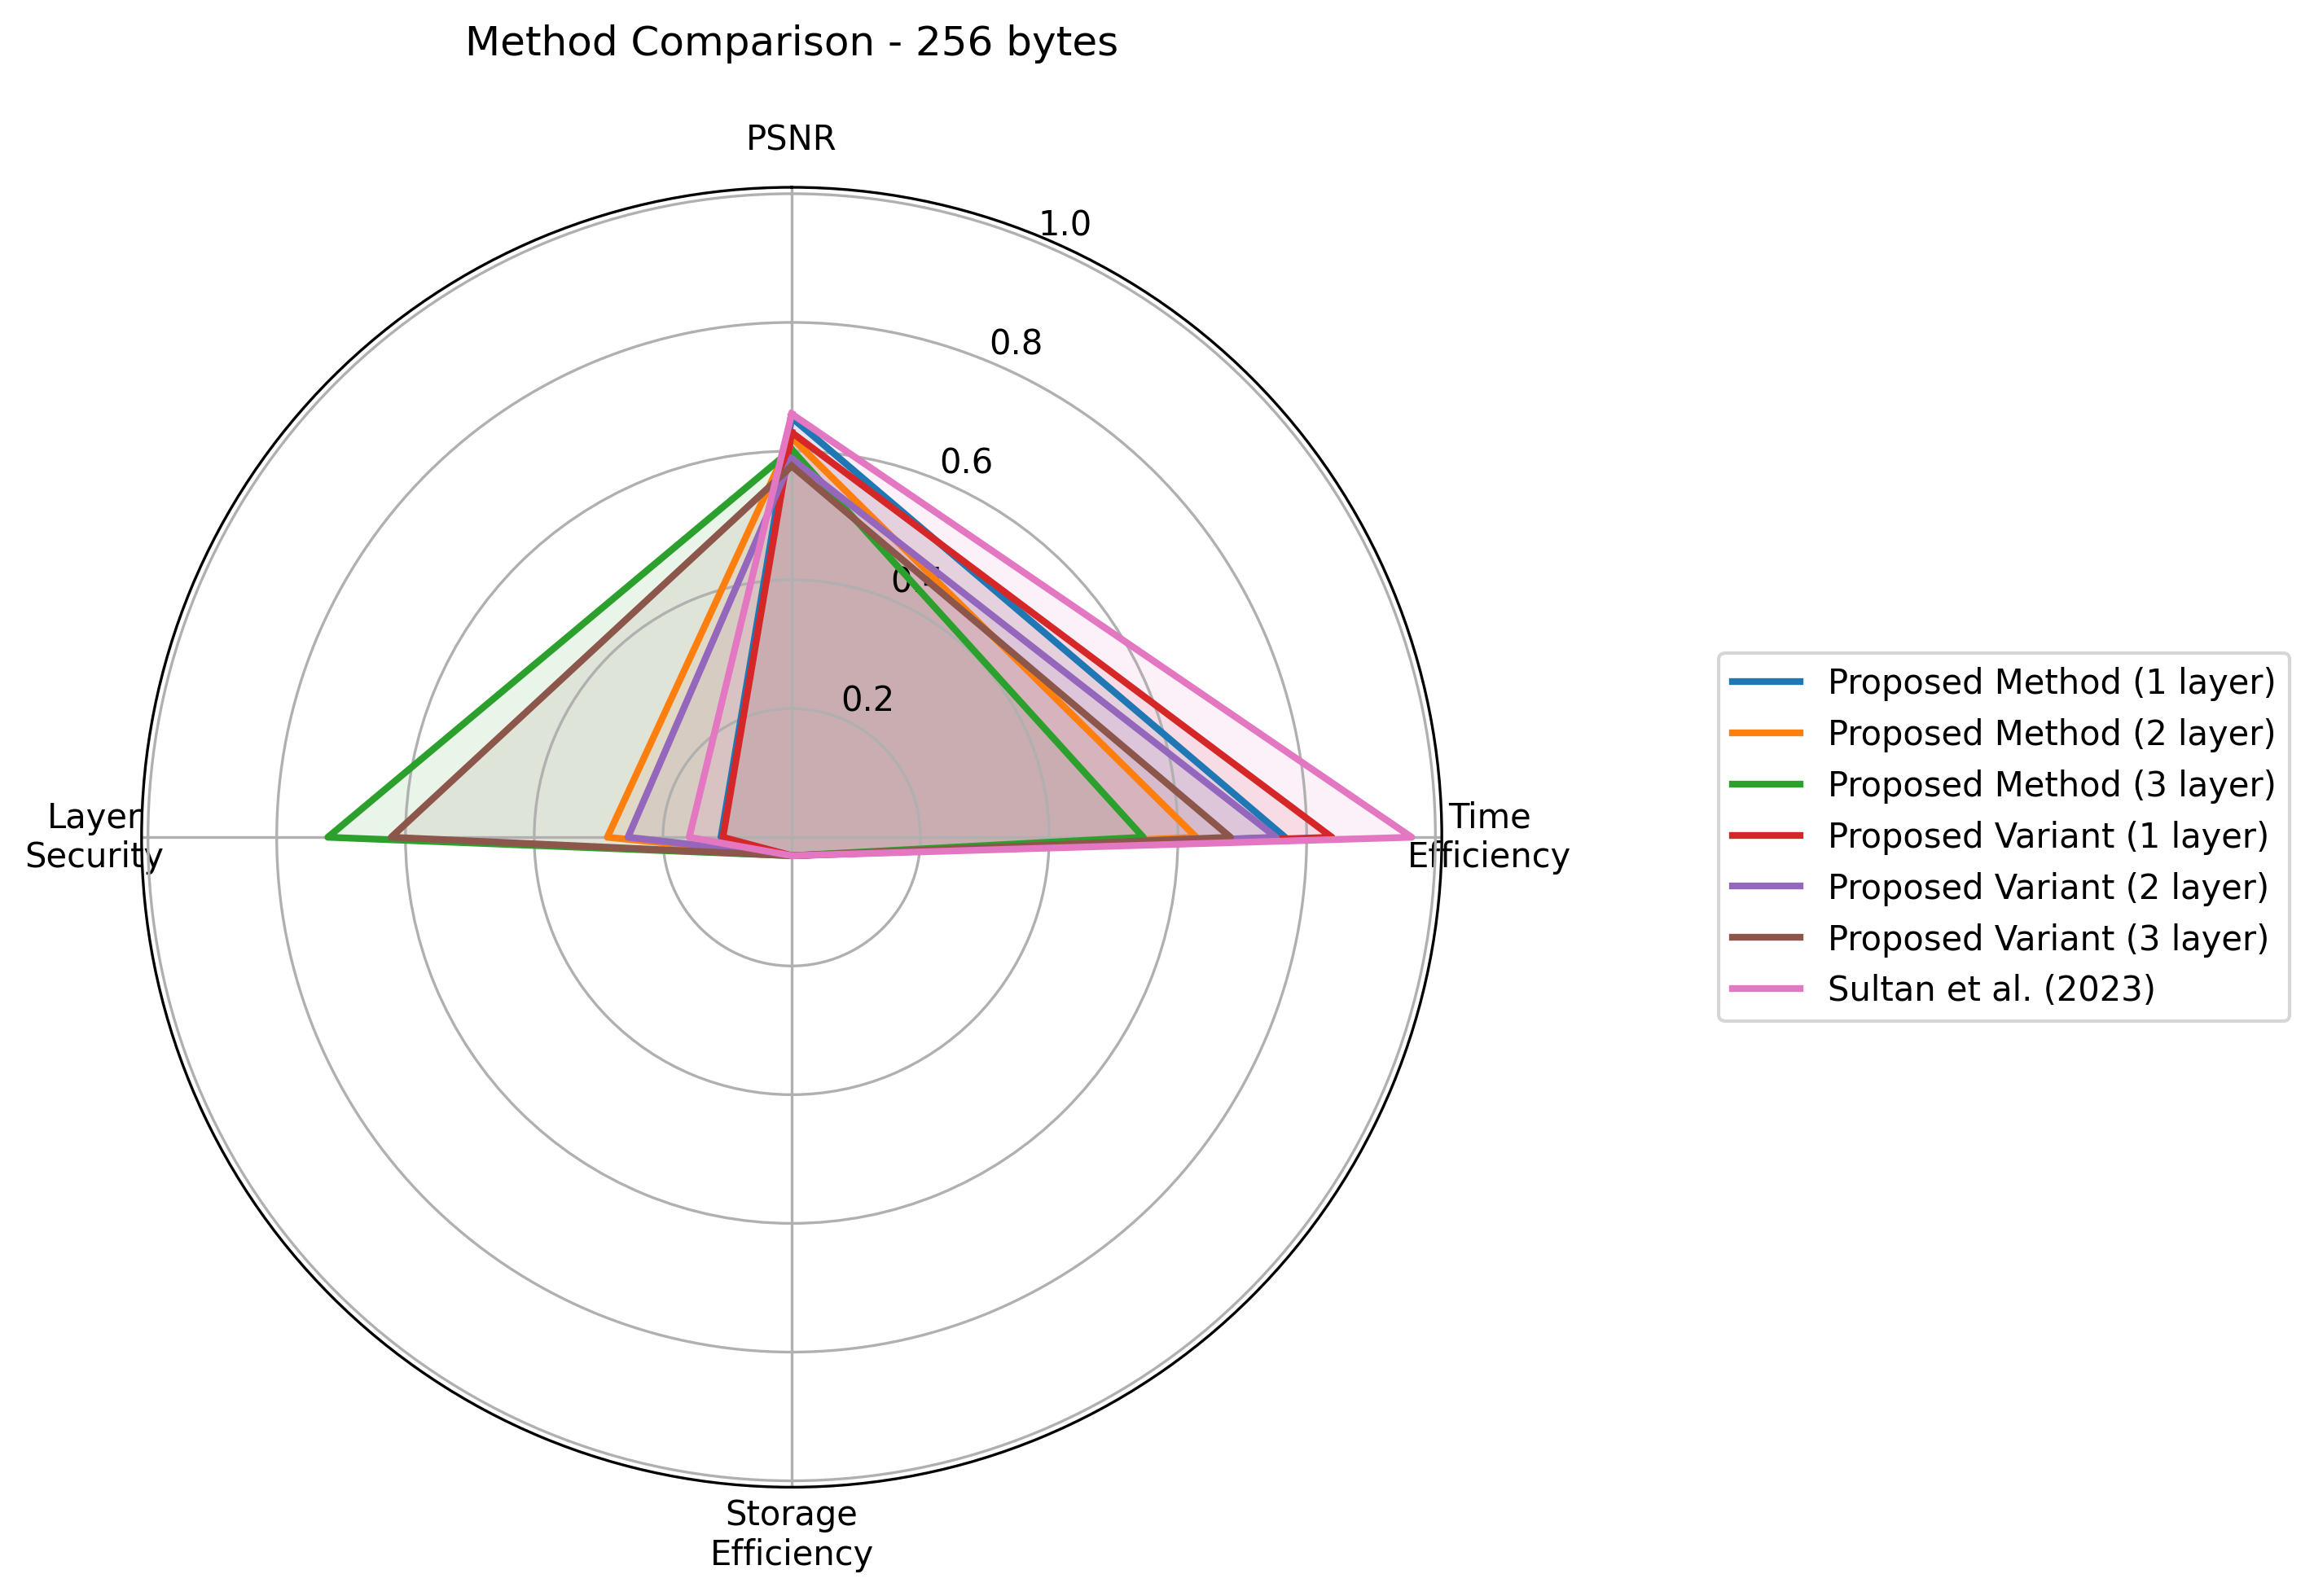 Method Comparison - 256 bytes
PSNR
1.0
0.8
0.6
0.2
Layer
Security
Time
Efficiency
Storage
Efficiency
Proposed Method (1 layer)
Proposed Method (2 layer)
Proposed Method (3 layer)
Proposed Variant (1 layer)
Proposed Variant (2 layer)
Proposed Variant (3 layer)
Sultan et al. (2023)